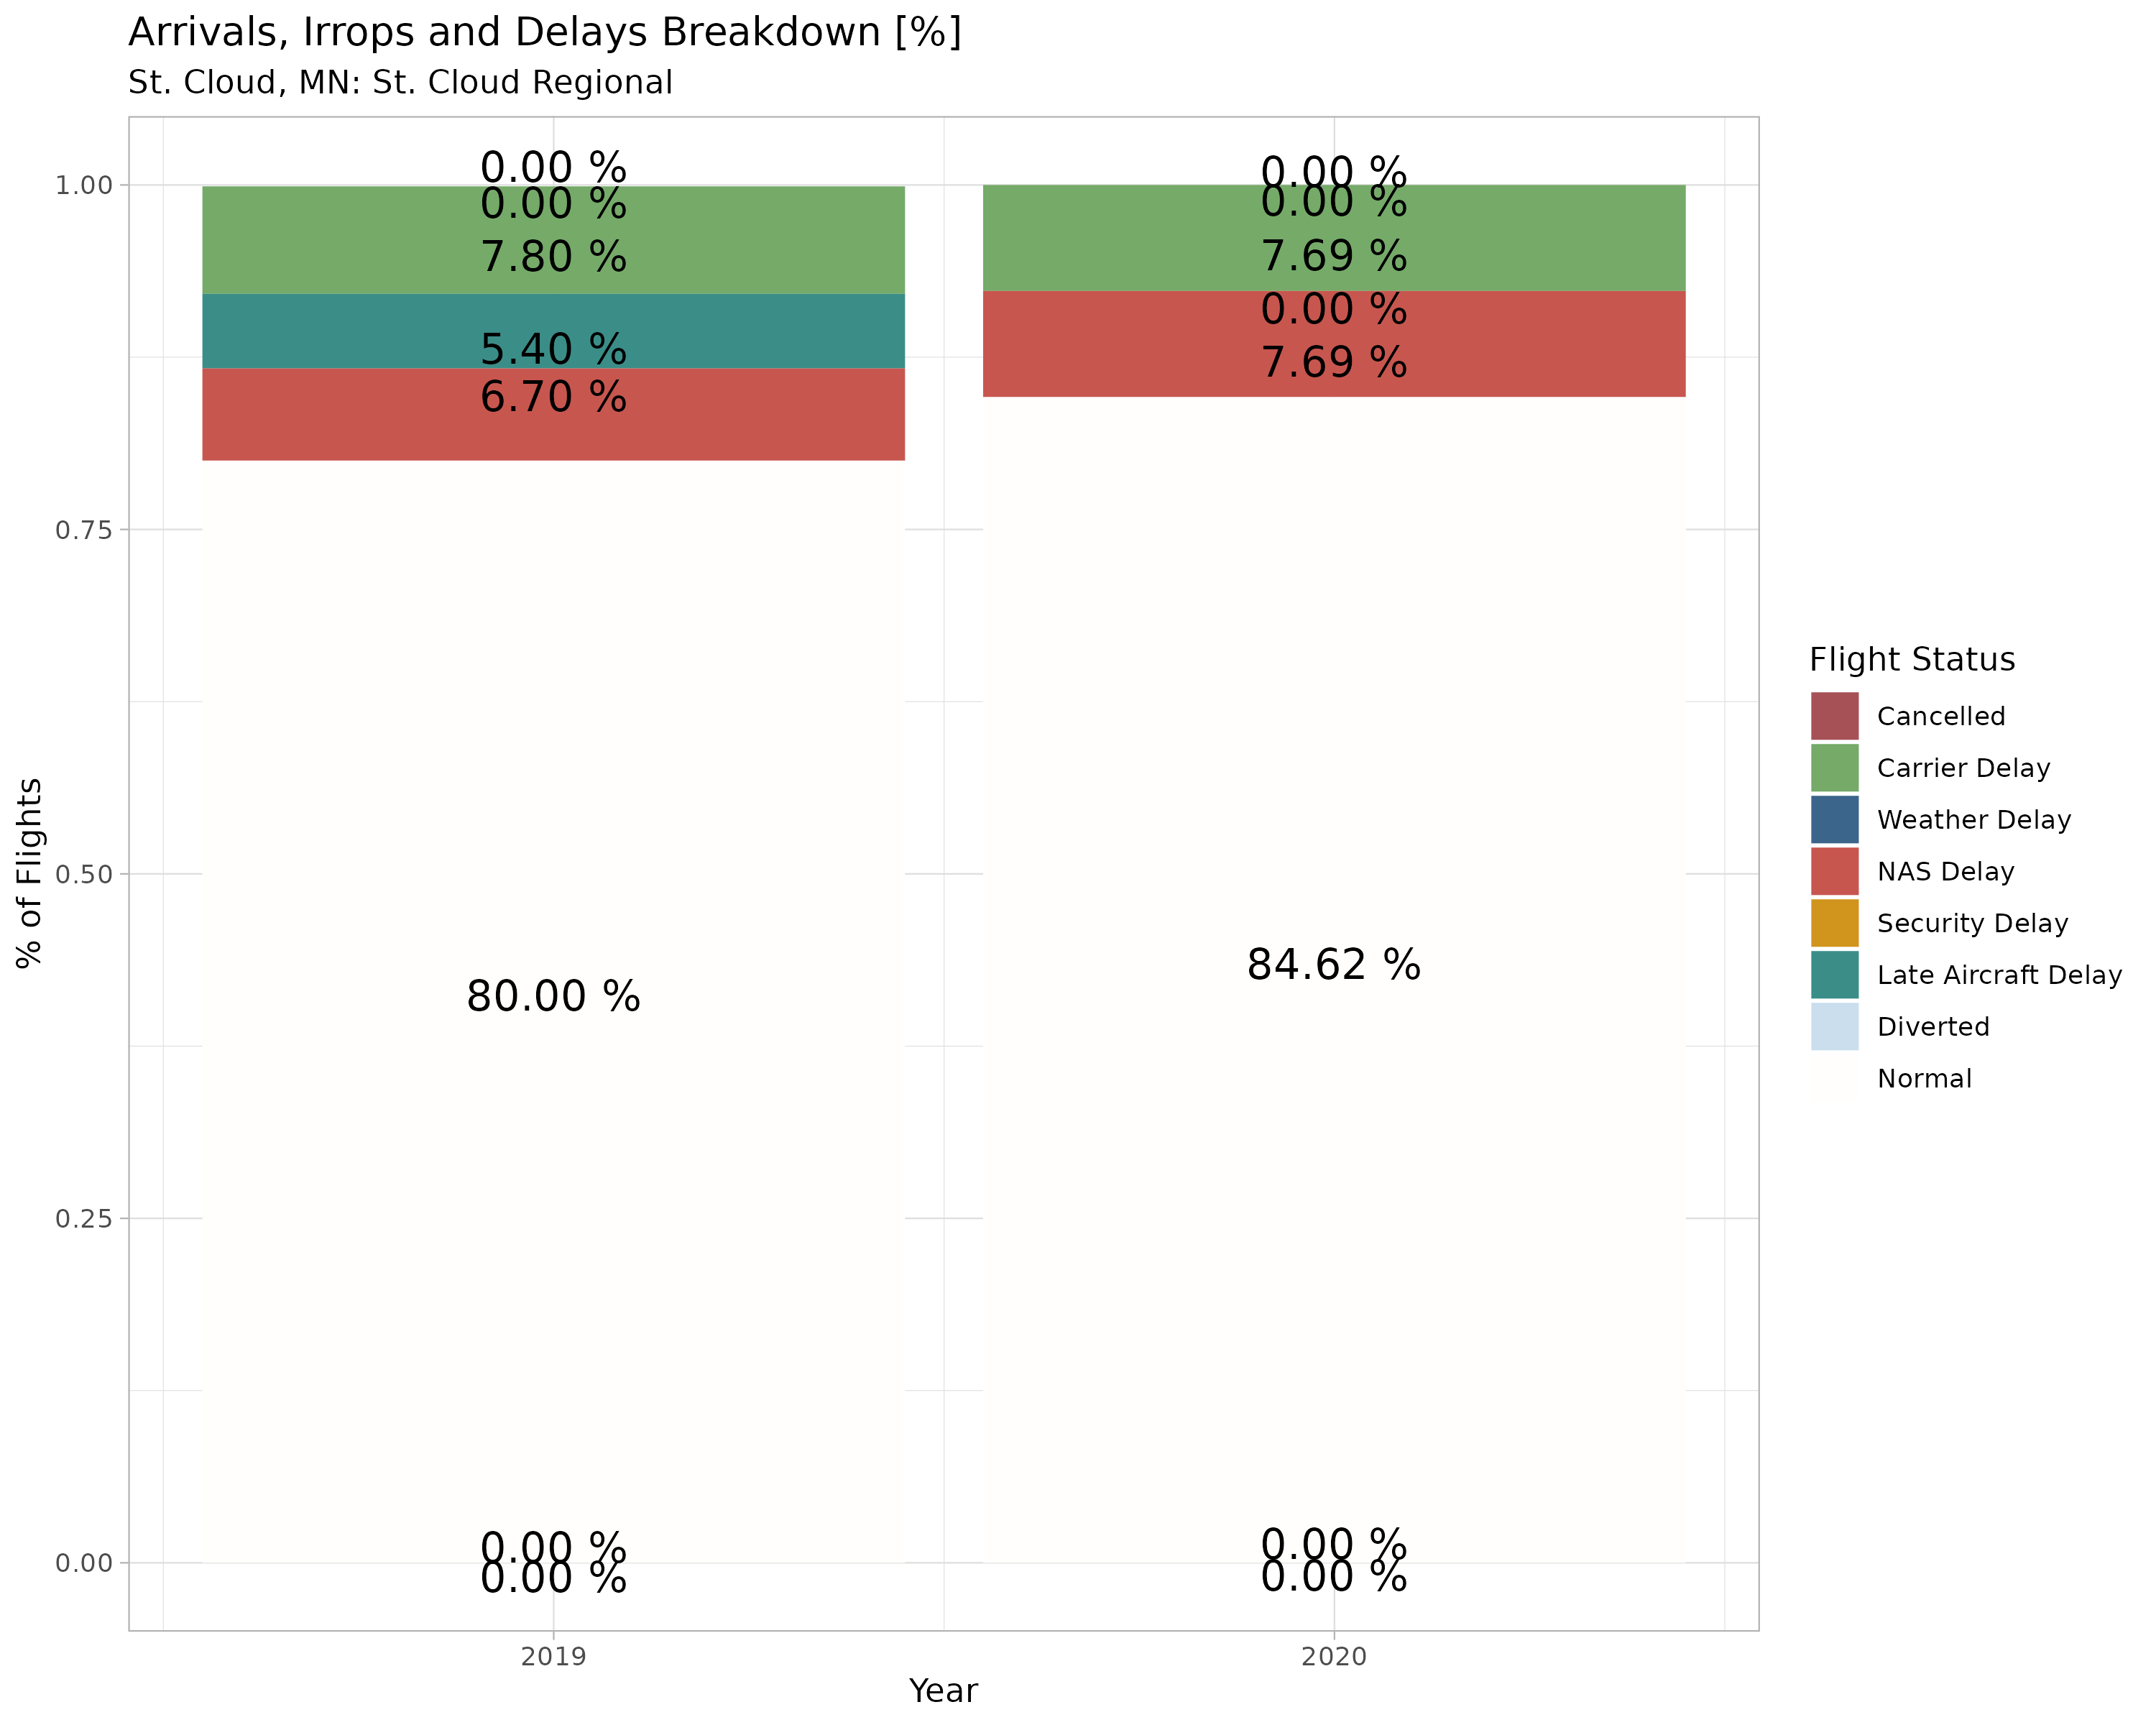 Arrivals, Irrops and Delays Breakdown [%]
St. Cloud, MN: St. Cloud Regional
% of Flights
1.00
0.75
0.50
0.25
0.00
0.00 %
0.00 %
7.80 %
5.40 %
6.70 %
80.00 %
0.00 %
0.00 %
0.00 %
0.00 %
7.69 %
0.00 %
7.69 %
84.62 %
0.00 %
0.00 %
2019
2020
Year
Flight Status
Cancelled
Carrier Delay
Weather Delay
NAS Delay
Security Delay
Late Aircraft Delay
Diverted
Normal